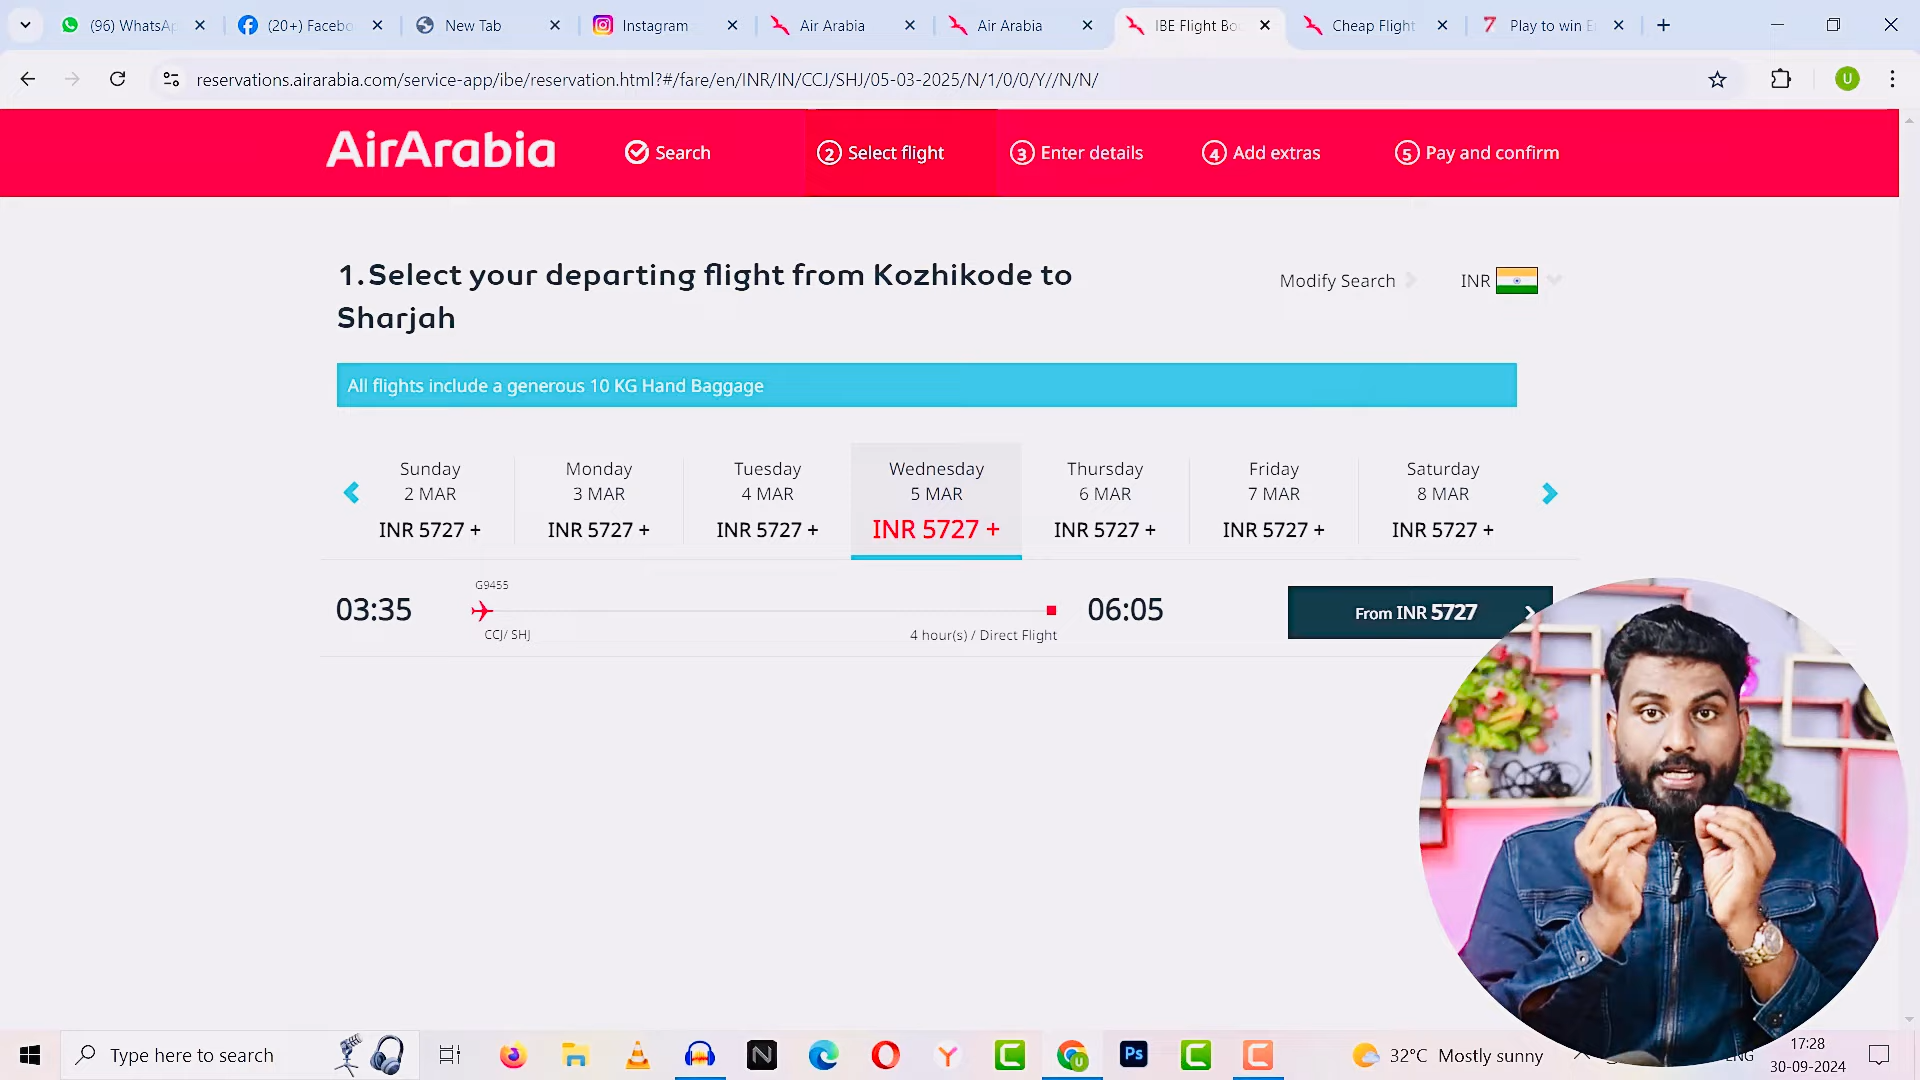 (96) WhatsAp
(20+) Facebo
New Tab
Instagram
Air Arabia
Air Arabia
IBE Flight Bo
Cheap Flight
Play to win E
reservations.airarabia.com/service-app/ibe/reservation.html?#/fare/en/INR/IN/CCJ/SHJ/05-03-2025/N/1/0/0/Y//N/N/
U
AirArabia
Search
2 Select flight
3 Enter details
4 Add extras
5 Pay and confirm
1.Select your departing flight from Kozhikode to
Sharjah
Modify Search
INR
All flights include a generous 10 KG Hand Baggage
Sunday
2 MAR
INR 5727 +
Monday
3 MAR
INR 5727 +
Tuesday
4 MAR
INR 5727 +
Wednesday
5 MAR
INR 5727 +
Thursday
6 MAR
INR 5727 +
Friday
7 MAR
INR 5727 +
Saturday
8 MAR
INR 5727 +
03:35
G9455
CCJ/ SHJ
4 hour(s) / Direct Flight
06:05
From INR 5727
Type here to search
N
Y
C
Ps
C
C
32°C Mostly sunny
ENG
17:28
30-09-2024